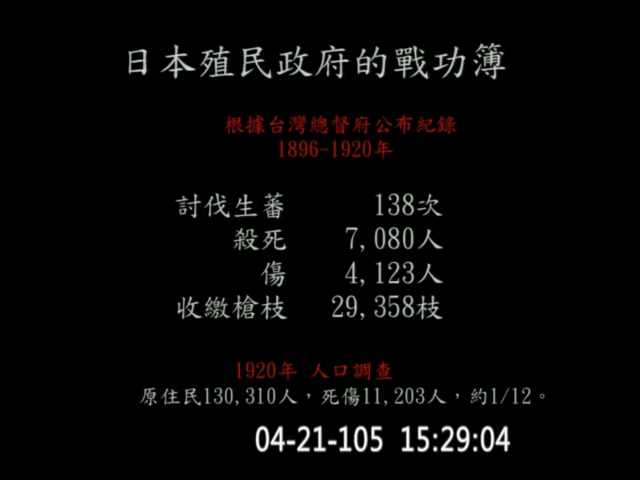 日本殖民政府的戰功簿
根據台灣總督府公布紀錄
1896-1920年
討伐生蕃 138次
殺死 7,080人
傷 4,123人
收繳槍枝 29,358枝
1920年 人口調查
原住民130,310人，死傷11,203人，約1/12。
04-21-105 15:29:04